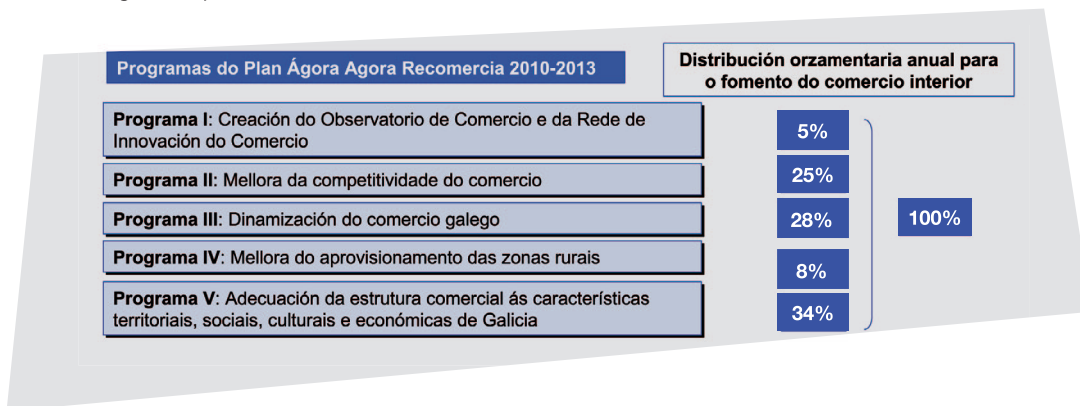 Programas do Plan Ágora Agora Recomercia 2010-2013
Distribución orzamentaria anual para
o fomento do comercio interior
Programa I: Creación do Observatorio de Comercio e da Rede de
Innovación do Comercio
5%
Programa II: Mellora da competitividade do comercio
25%
Programa III: Dinamización do comercio galego
28%
100%
Programa IV: Mellora do aprovisionamento das zonas rurais
8%
Programa V: Adecuación da estrutura comercial ás características
territoriais, sociais, culturais e económicas de Galicia
34%